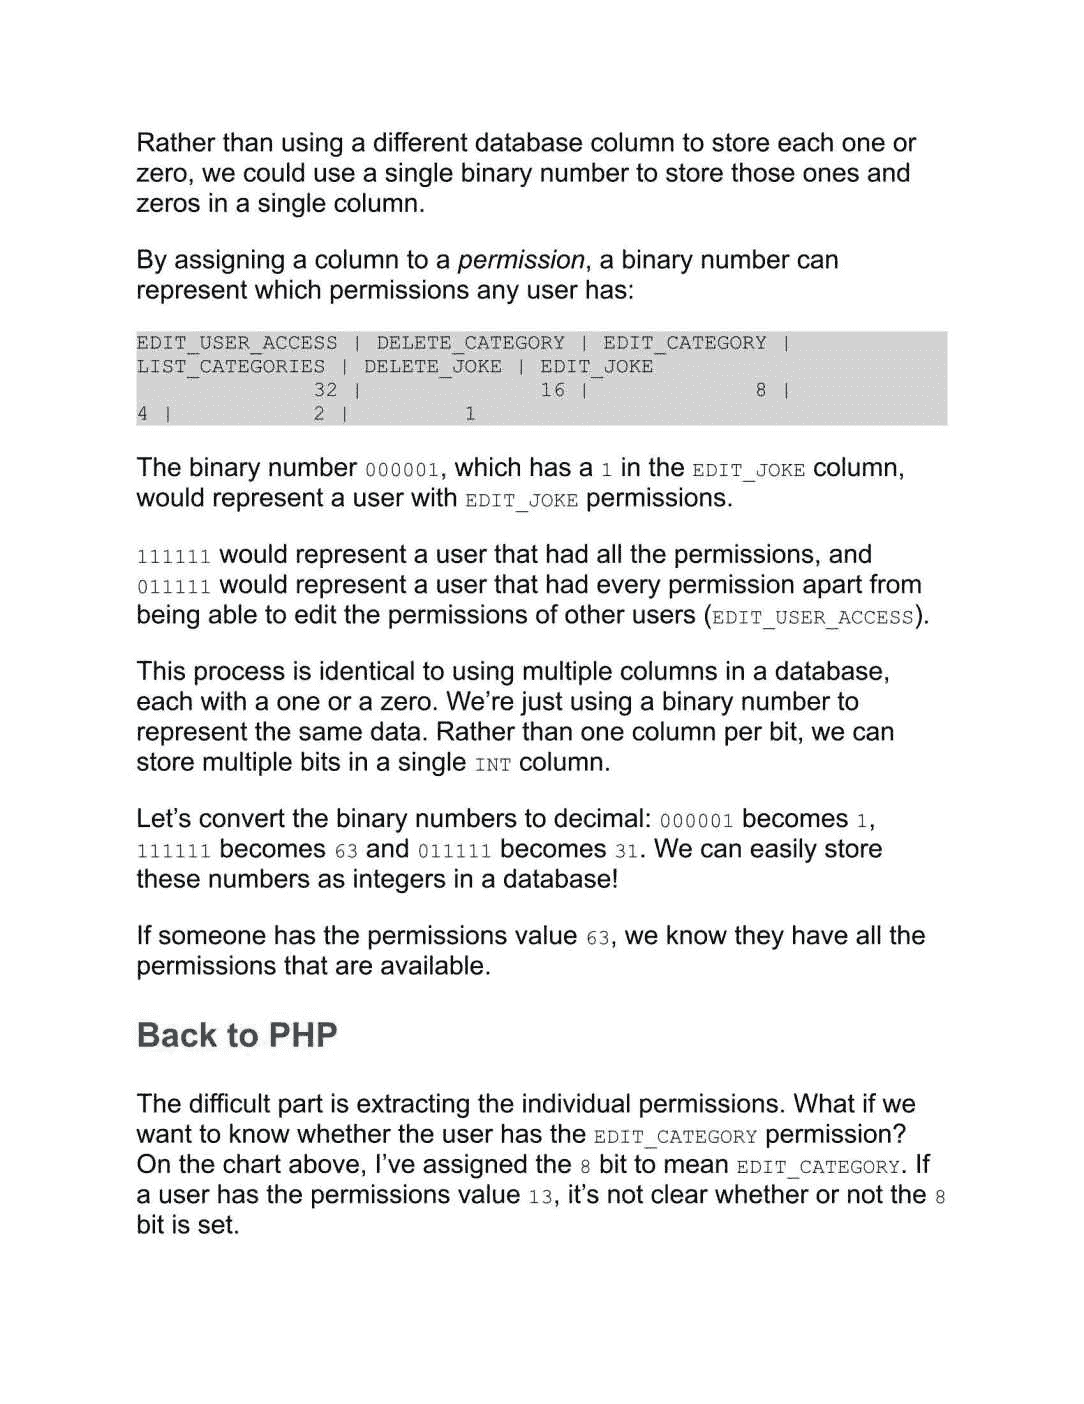 Rather than using a different database column to store each one or
zero, we could use a single binary number to store those ones and
zeros in a single column.
By assigning a column to a permission, a binary number can
represent which permissions any user has:
EDIT_USER_ACCESS | DELETE_CATEGORY | EDIT_CATEGORY |
LIST_CATEGORIES | DELETE_JOKE | EDIT_JOKE
32 | 16 | 8 |
4 | 2 | 1
The binary number 000001, which has a 1 in the EDIT_JOKE column,
would represent a user with EDIT_JOKE permissions.
111111 would represent a user that had all the permissions, and
011111 would represent a user that had every permission apart from
being able to edit the permissions of other users (EDIT_USER_ACCESS).
This process is identical to using multiple columns in a database,
each with a one or a zero. We’re just using a binary number to
represent the same data. Rather than one column per bit, we can
store multiple bits in a single INT column.
Let’s convert the binary numbers to decimal: 000001 becomes 1,
111111 becomes 63 and 011111 becomes 31. We can easily store
these numbers as integers in a database!
If someone has the permissions value 63, we know they have all the
permissions that are available.
Back to PHP
The difficult part is extracting the individual permissions. What if we
want to know whether the user has the EDIT_CATEGORY permission?
On the chart above, I’ve assigned the 8 bit to mean EDIT_CATEGORY. If
a user has the permissions value 13, it’s not clear whether or not the 8
bit is set.